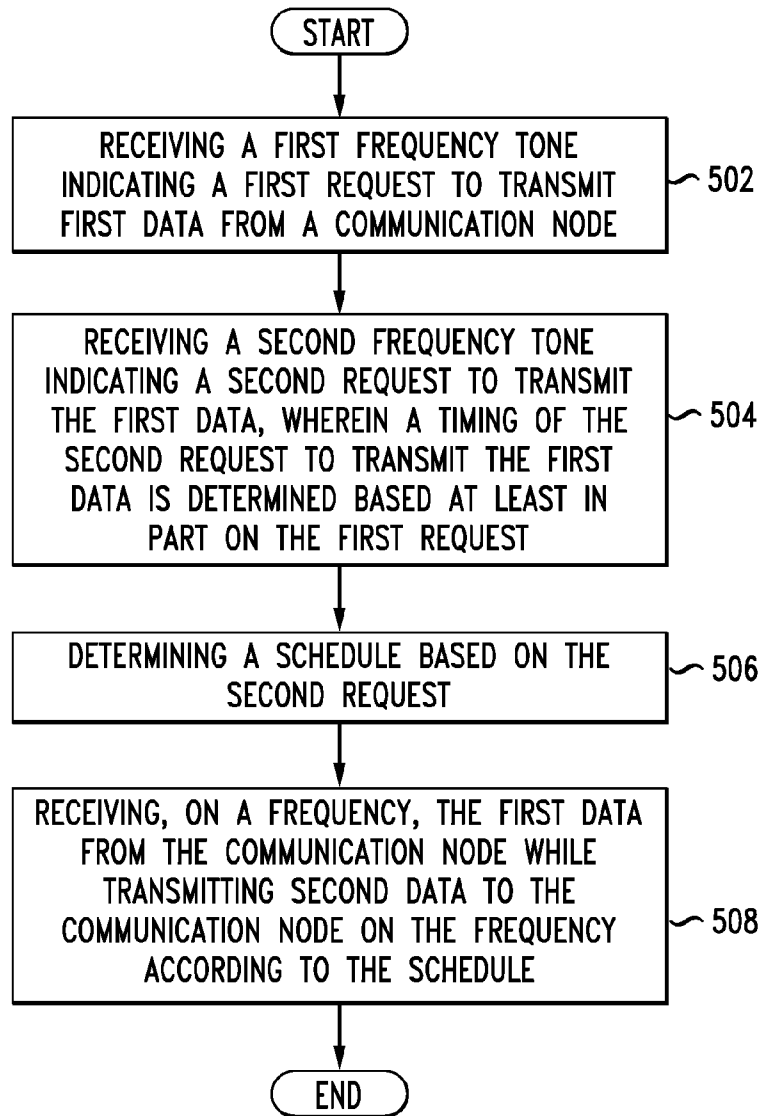 START
RECEIVING A FIRST FREQUENCY TONE
INDICATING A FIRST REQUEST TO TRANSMIT
FIRST DATA FROM A COMMUNICATION NODE
502
RECEIVING A SECOND FREQUENCY TONE
INDICATING A SECOND REQUEST TO TRANSMIT
THE FIRST DATA, WHEREIN A TIMING OF THE
SECOND REQUEST TO TRANSMIT THE FIRST
DATA IS DETERMINED BASED AT LEAST IN
PART ON THE FIRST REQUEST
504
DETERMINING A SCHEDULE BASED ON THE
SECOND REQUEST
506
RECEIVING, ON A FREQUENCY, THE FIRST DATA
FROM THE COMMUNICATION NODE WHILE
TRANSMITTING SECOND DATA TO THE
COMMUNICATION NODE ON THE FREQUENCY
ACCORDING TO THE SCHEDULE
508
END